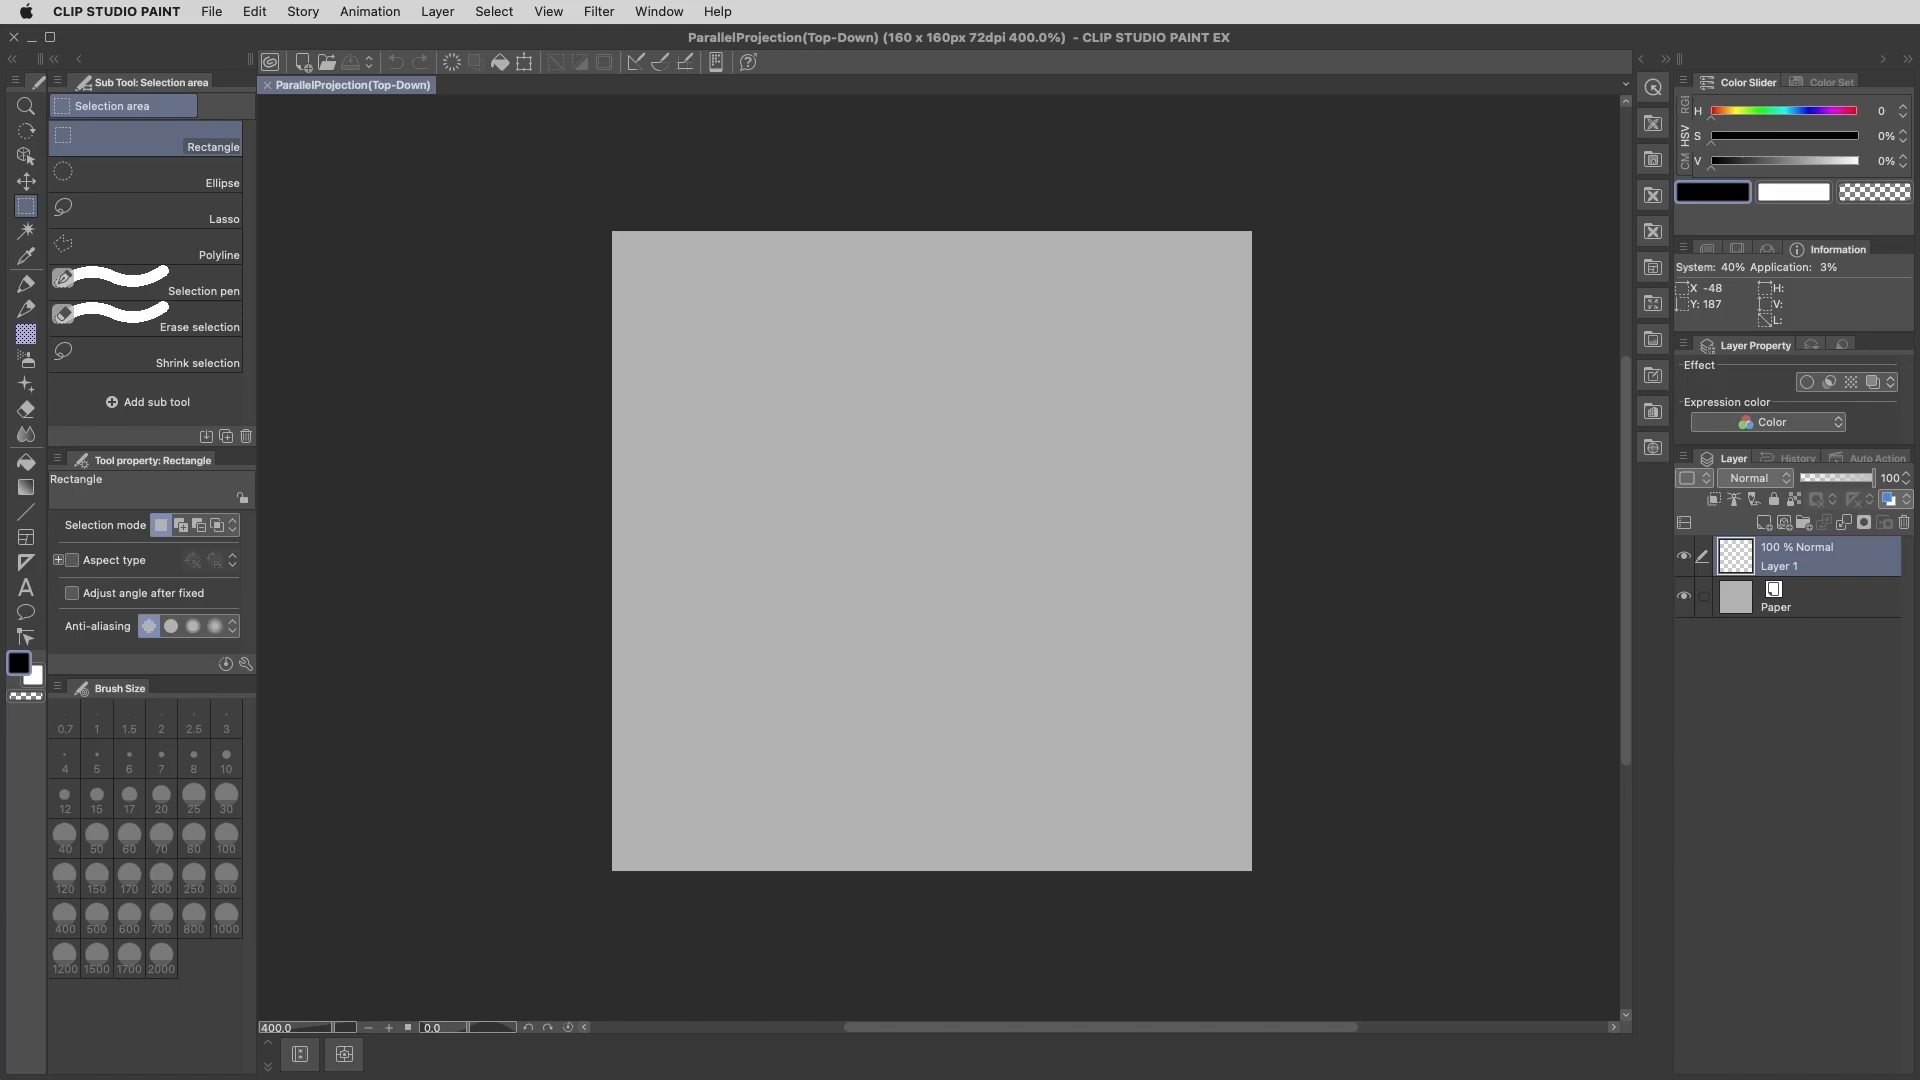 CLIP STUDIO PAINT File Edit Story Animation Layer Select View Filter Window Help
ParallelProjection(Top-Down) (160 x 160px 72dpi 400.0%) - CLIP STUDIO PAINT EX
Sub Tool: Selection area
ParallelProjection(Top-Down)
Selection area
Rectangle
Ellipse
Lasso
Polyline
Selection pen
Erase selection
Shrink selection
Add sub tool
Tool property: Rectangle
Rectangle
Selection mode
Aspect type
Adjust angle after fixed
Anti-aliasing
Brush Size
0.7 1 1.5 2 2.5 3
4 5 6 7 8 10
12 15 17 20 25 30
40 50 60 70 80 100
120 150 170 200 250 300
400 500 600 700 800 1000
1200 1500 1700 2000
400.0 0.0
Color Slider Color Set
HSV
H 0
S 0%
V 0%
Information
System: 40% Application: 3%
X -48 H:
Y: 187 V:
L:
Layer Property
Effect
Expression color
Color
Layer History Auto Action
Normal 100
100 % Normal
Layer 1
Paper